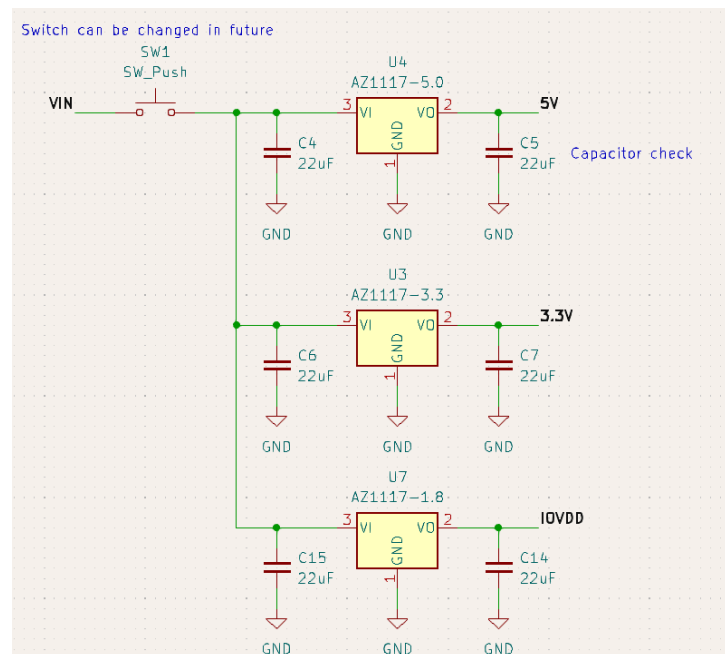 Switch can be changed in future
SW1
SW_Push
VIN
U4
AZ1117-5.0
3 VI VO 2
GND
1
5V
C4
22uF
C5
22uF
Capacitor check
GND
GND
GND
U3
AZ1117-3.3
3 VI VO 2
GND
1
3.3V
C6
22uF
C7
22uF
GND
GND
GND
U7
AZ1117-1.8
3 VI VO 2
GND
1
IOVDD
C15
22uF
C14
22uF
GND
GND
GND